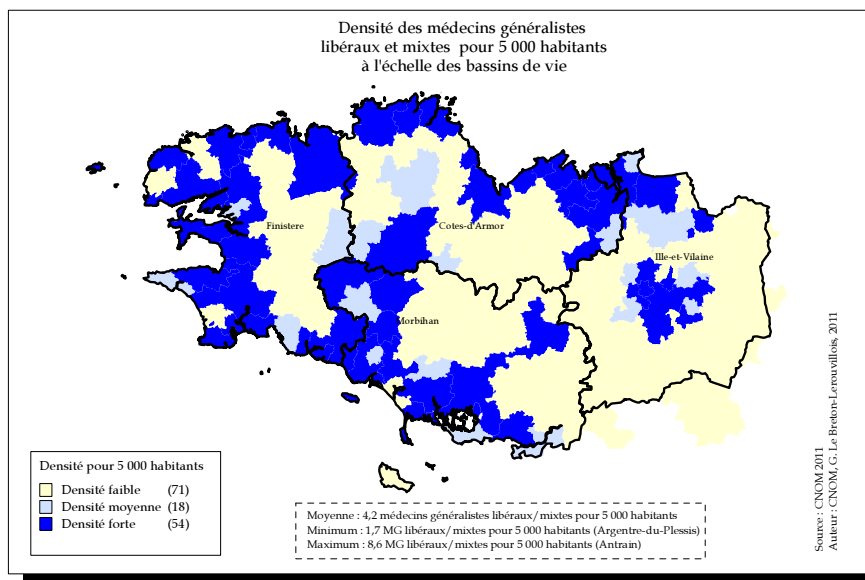 Densité des médecins généralistes
libéraux et mixtes pour 5 000 habitants
à l'échelle des bassins de vie
Finistere
Cotes-d'Armor
Ille-et-Vilaine
Morbihan
Densité pour 5 000 habitants
Densité faible (71)
Densité moyenne (18)
Densité forte (54)
Moyenne : 4,2 médecins généralistes libéraux/mixtes pour 5 000 habitants
Minimum : 1,7 MG libéraux/mixtes pour 5 000 habitants (Argentre-du-Plessis)
Maximum : 8,6 MG libéraux/mixtes pour 5 000 habitants (Antrain)
Source : CNOM 2011
Auteur : CNOM, G. Le Breton-Lerouvillois, 2011